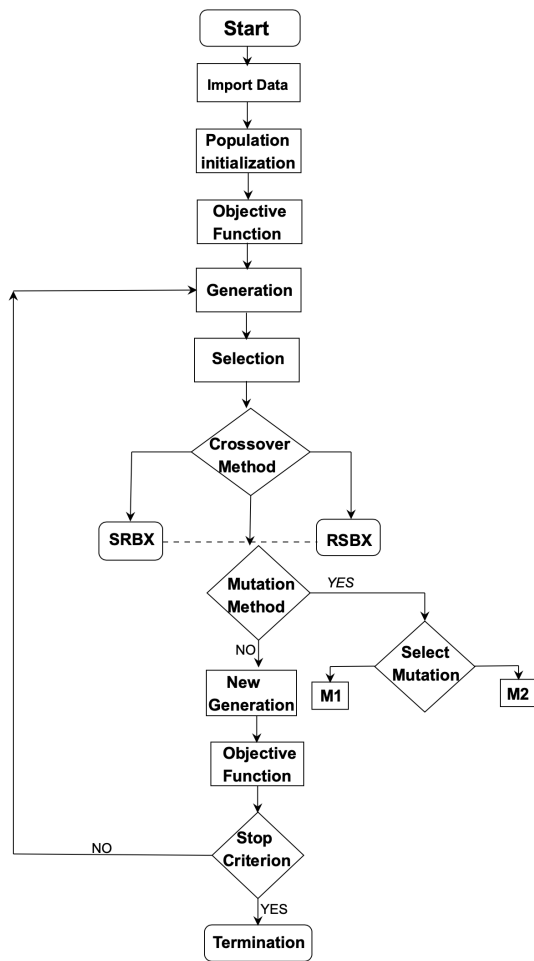 Start
Import Data
Population
initialization
Objective
Function
Generation
Selection
Crossover
Method
SRBX
RSBX
Mutation
Method
YES
NO
Select
Mutation
M1
M2
New
Generation
Objective
Function
Stop
Criterion
NO
YES
Termination